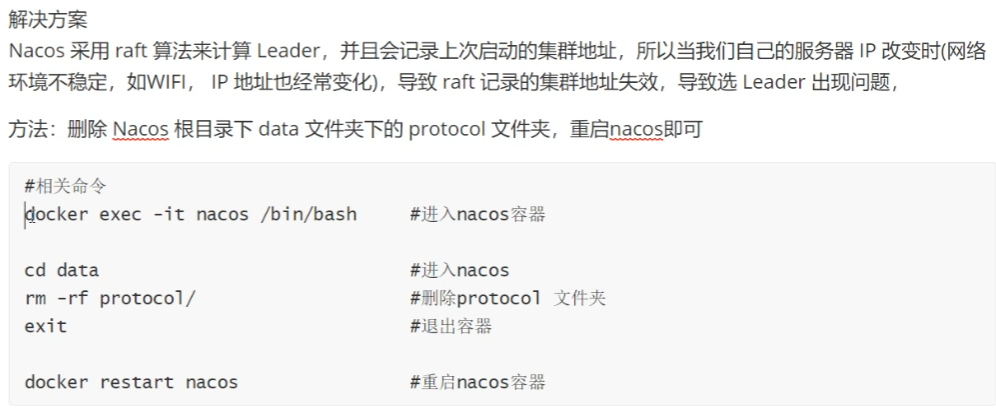 解决方案
Nacos 采用 raft 算法来计算 Leader，并且会记录上次启动的集群地址，所以当我们自己的服务器 IP 改变时(网络
环境不稳定，如WIFI， IP 地址也经常变化)，导致 raft 记录的集群地址失效，导致选 Leader 出现问题，
方法：删除 Nacos 根目录下 data 文件夹下的 protocol 文件夹，重启nacos即可
#相关命令
docker exec -it nacos /bin/bash #进入nacos容器
cd data #进入nacos
rm -rf protocol/ #删除protocol 文件夹
exit #退出容器
docker restart nacos #重启nacos容器